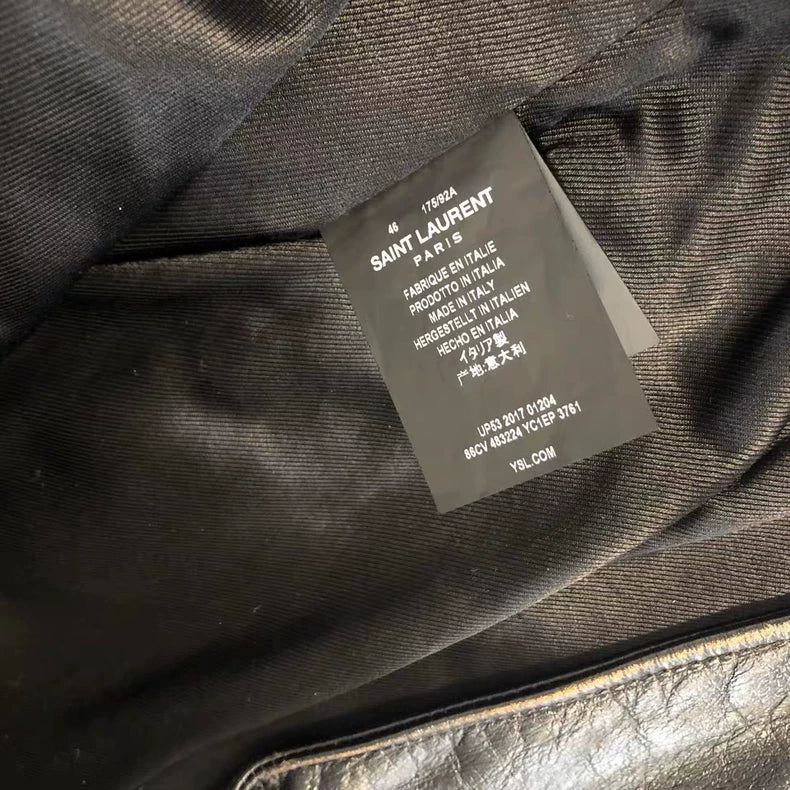 46 175/92A
SAINT LAURENT
PARIS
FABRIQUE EN ITALIE
PRODOTTO IN ITALIA
MADE IN ITALY
HERGESTELLT IN ITALIEN
HECHO EN ITALIA
イタリア製
产地:意大利
UP53 2017 01204
86CV 483224 YC1EP 3761
YSL.COM